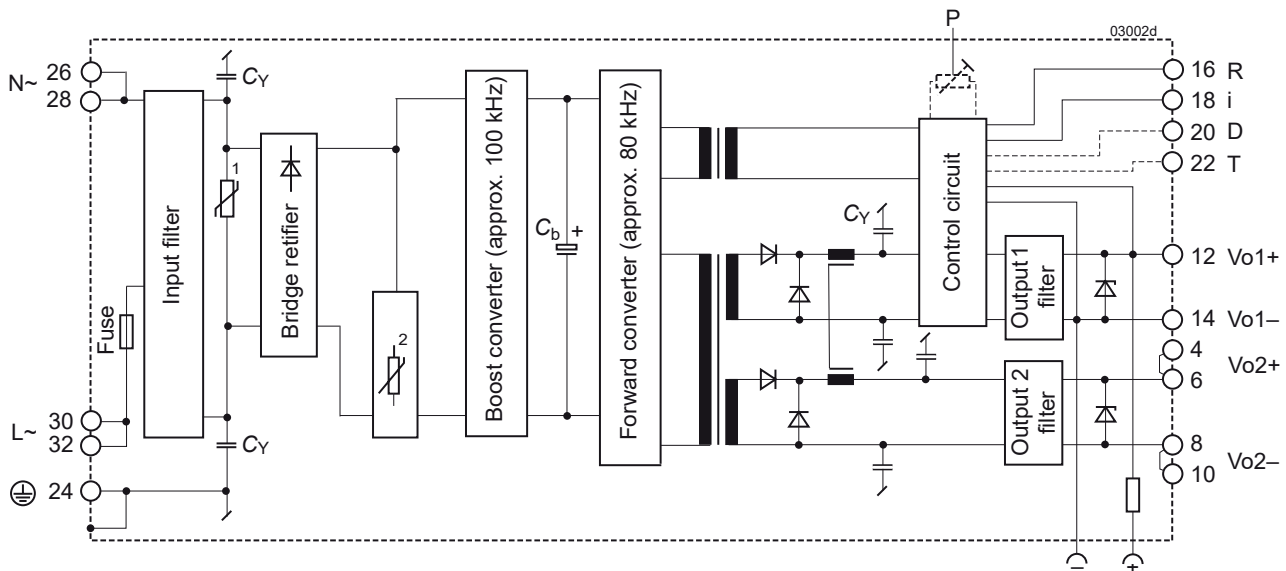 P
03002d
N~ 26
28
CY
16 R
18 i
20 D
22 T
Input filter
1
Bridge retifier
2
Boost converter (approx. 100 kHz)
Cb +
Forward converter (approx. 80 kHz)
Control circuit
CY
Output 1
filter
12 Vo1+
14 Vo1–
Fuse
4
Vo2+
6
Output 2
filter
8
Vo2–
10
L~ 30
32
CY
24
– +